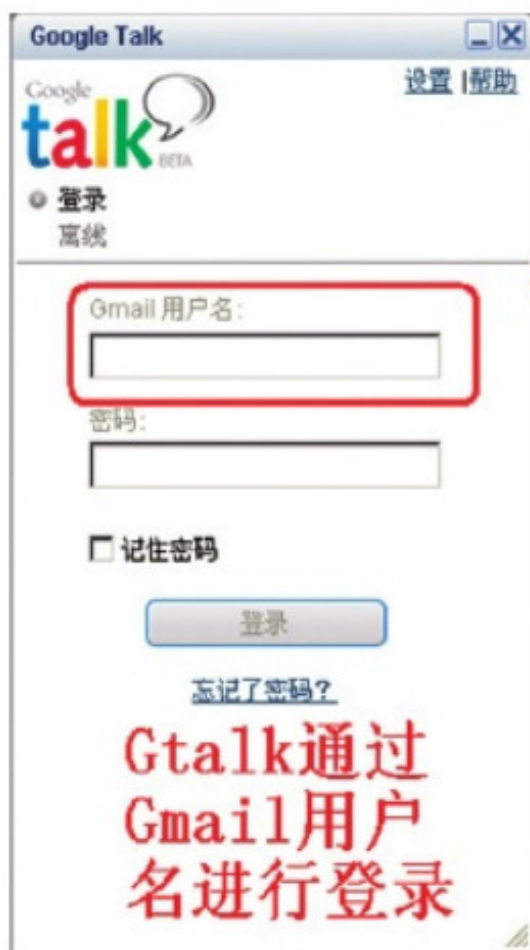 Google Talk
设置 | 帮助
Google
talk
BETA
登录
离线
Gmail 用户名:
密码:
记住密码
登录
忘记了密码?
Gtalk通过
Gmail用户
名进行登录